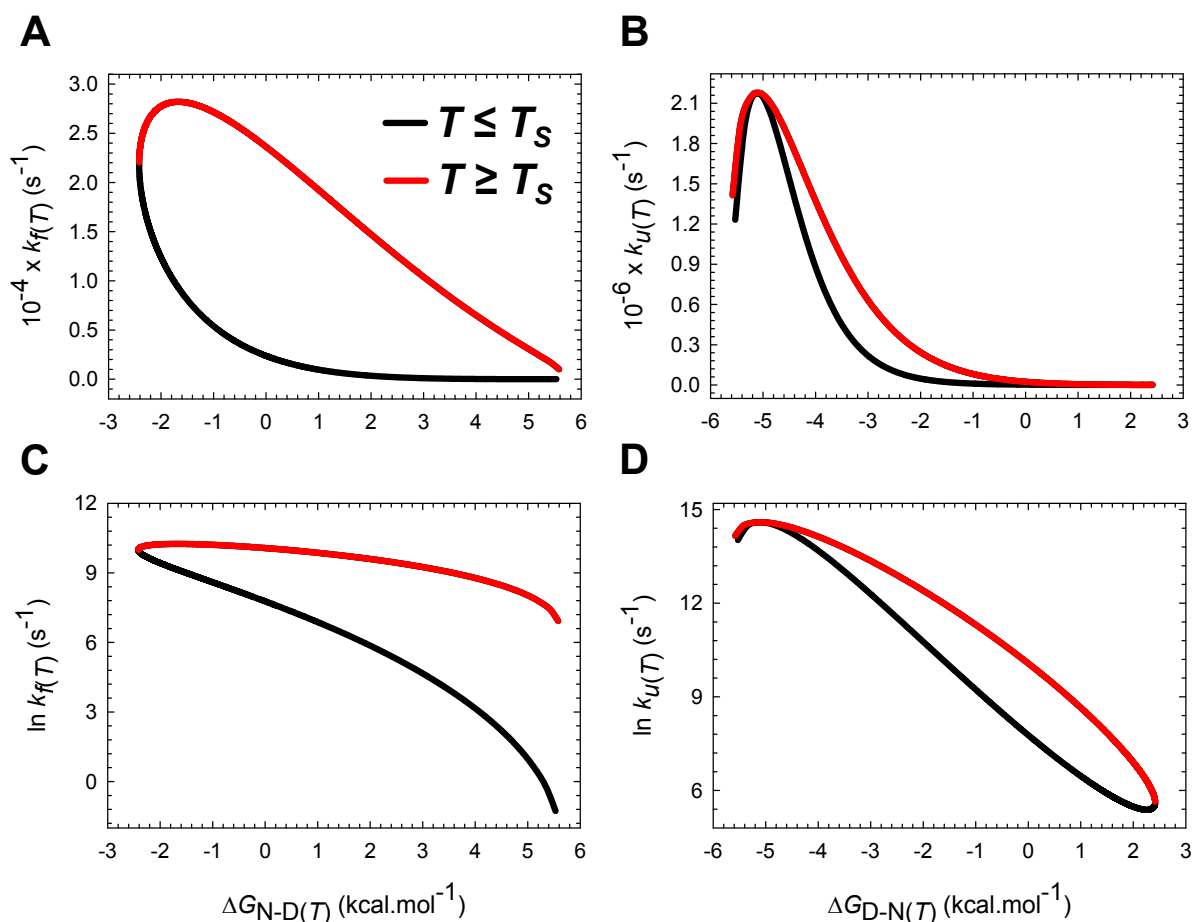 A
B
10⁻⁴ x k_f(T) (s⁻¹)
3.0
2.5
2.0
1.5
1.0
0.5
0.0
T ≤ T_S
T ≥ T_S
-3 -2 -1 0 1 2 3 4 5 6
10⁻⁶ x k_u(T) (s⁻¹)
2.1
1.8
1.5
1.2
0.9
0.6
0.3
0.0
-6 -5 -4 -3 -2 -1 0 1 2 3
C
D
ln k_f(T) (s⁻¹)
12
9
6
3
0
-3 -2 -1 0 1 2 3 4 5 6
ΔG_N-D(T) (kcal.mol⁻¹)
ln k_u(T) (s⁻¹)
15
12
9
6
-6 -5 -4 -3 -2 -1 0 1 2 3
ΔG_D-N(T) (kcal.mol⁻¹)